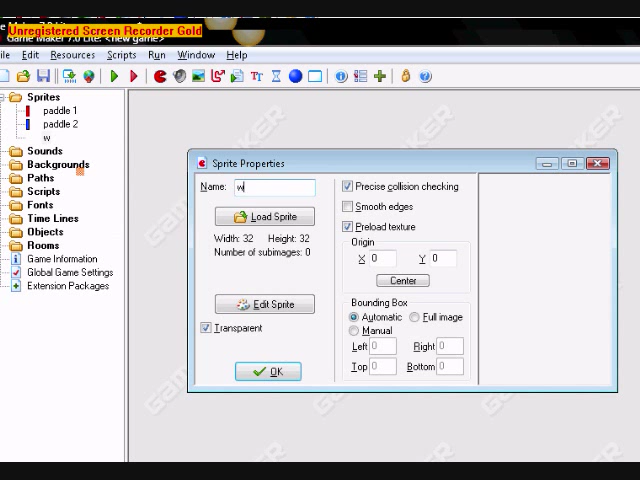 Unregistered Screen Recorder Gold
Game Maker 7.0 Lite: <new game>
Edit Resources Scripts Run Window Help
Sprites
paddle 1
paddle 2
w
Sounds
Backgrounds
Paths
Scripts
Fonts
Time Lines
Objects
Rooms
Game Information
Global Game Settings
Extension Packages
Sprite Properties
Name: w
Load Sprite
Width: 32 Height: 32
Number of subimages: 0
Edit Sprite
Transparent
OK
Precise collision checking
Smooth edges
Preload texture
Origin
X 0 Y 0
Center
Bounding Box
Automatic Full image
Manual
Left 0 Right 0
Top 0 Bottom 0